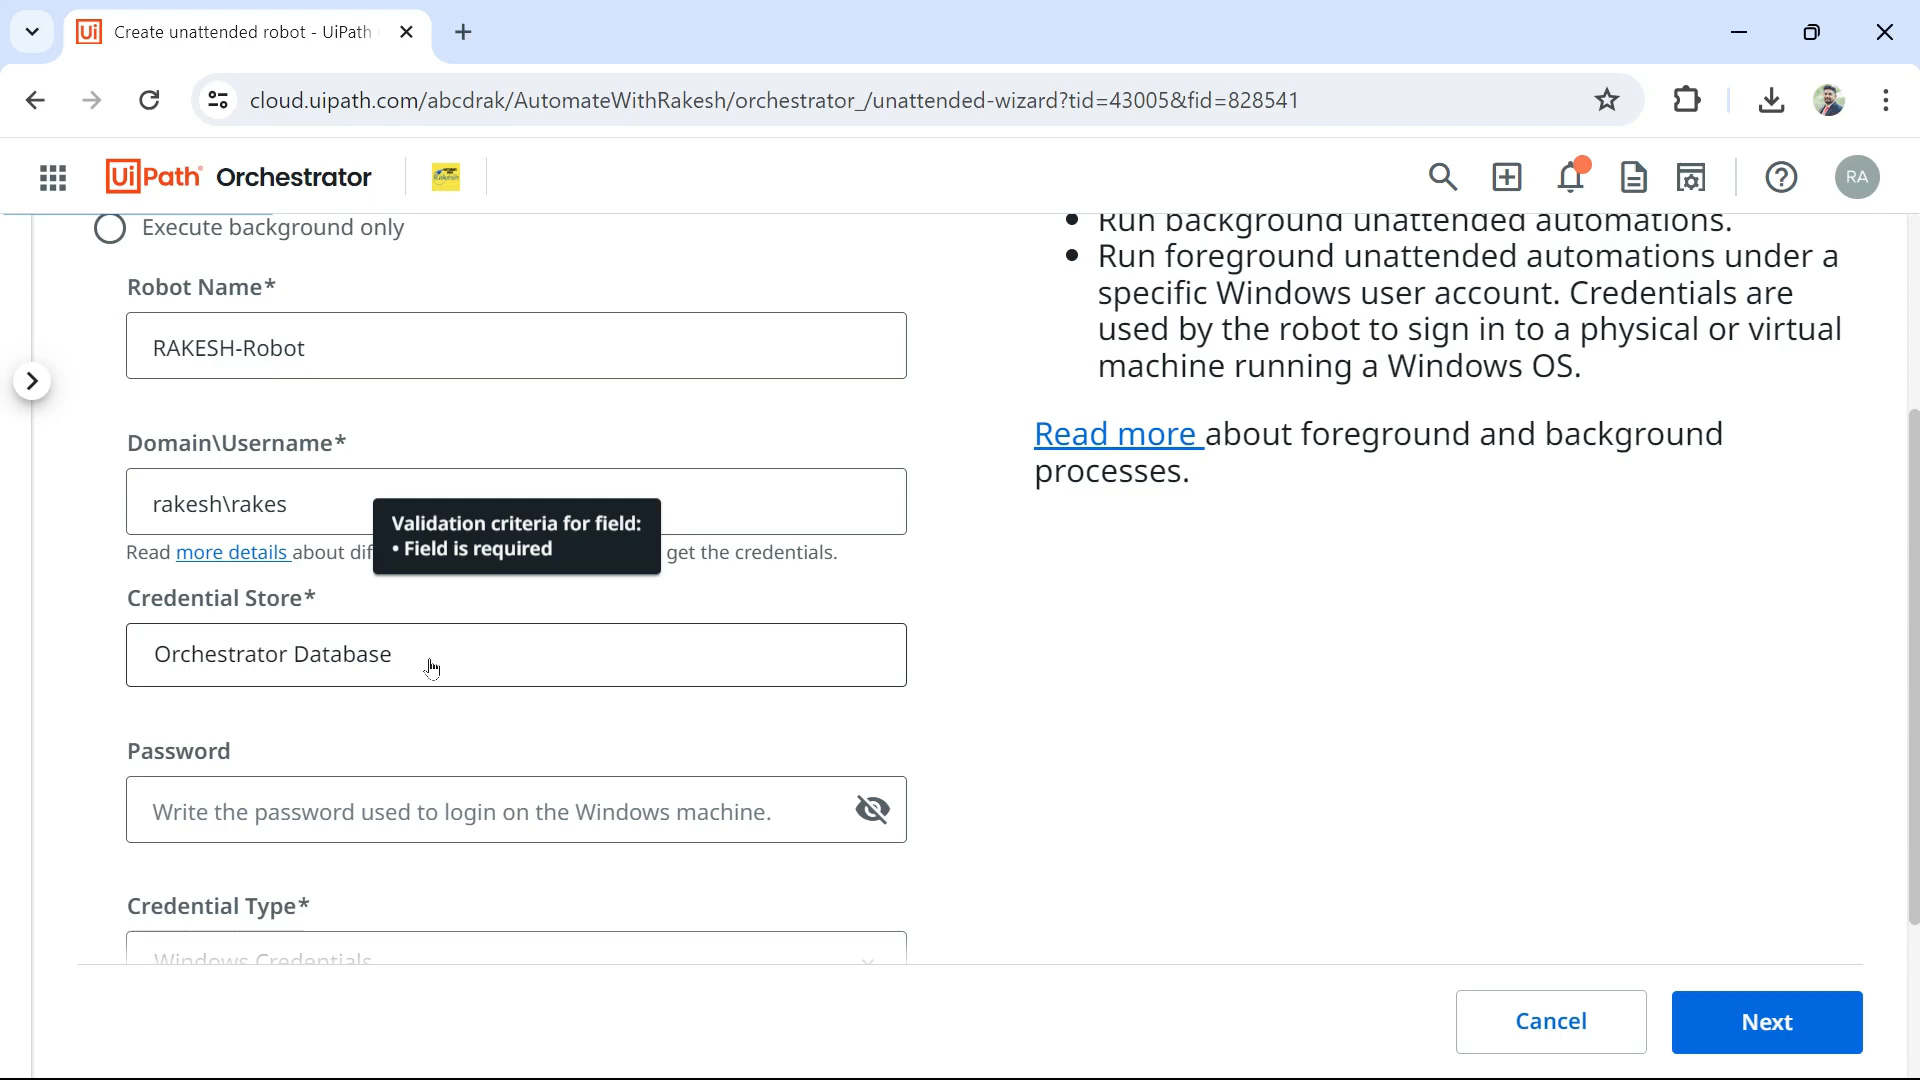 Create unattended robot - UiPath
cloud.uipath.com/abcdrak/AutomateWithRakesh/orchestrator_/unattended-wizard?tid=43005&fid=828541
UiPath Orchestrator
Rakesh
RA
Execute background only
Robot Name*
RAKESH-Robot
Domain\Username*
rakesh\rakes
Validation criteria for field:
• Field is required
Read more details about dif get the credentials.
Credential Store*
Orchestrator Database
Password
Write the password used to login on the Windows machine.
Credential Type*
Windows Credentials
• Run background unattended automations.
• Run foreground unattended automations under a
specific Windows user account. Credentials are
used by the robot to sign in to a physical or virtual
machine running a Windows OS.
Read more about foreground and background
processes.
Cancel
Next